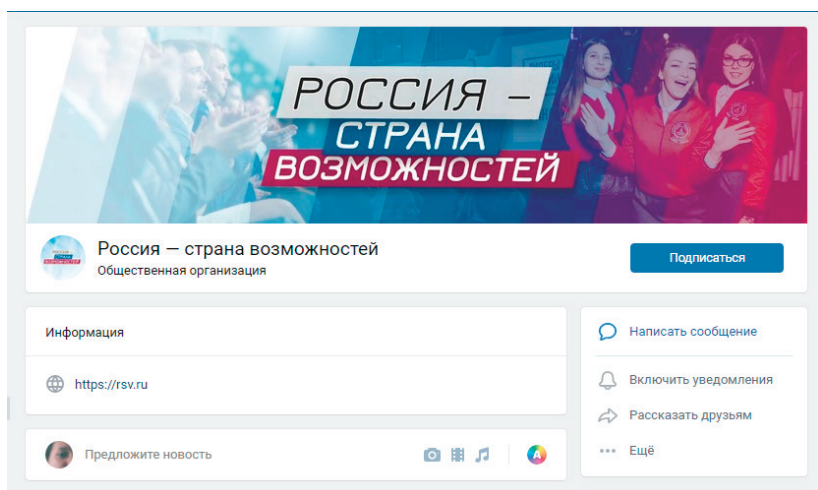 РОССИЯ –
СТРАНА
ВОЗМОЖНОСТЕЙ
Россия — страна возможностей
Общественная организация
Подписаться
Информация
https://rsv.ru
Предложите новость
Написать сообщение
Включить уведомления
Рассказать друзьям
Ещё